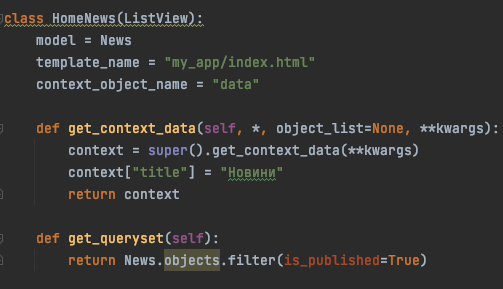 class HomeNews(ListView):
    model = News
    template_name = "my_app/index.html"
    context_object_name = "data"
    def get_context_data(self, *, object_list=None, **kwargs):
        context = super().get_context_data(**kwargs)
        context["title"] = "Новини"
        return context
    def get_queryset(self):
        return News.objects.filter(is_published=True)